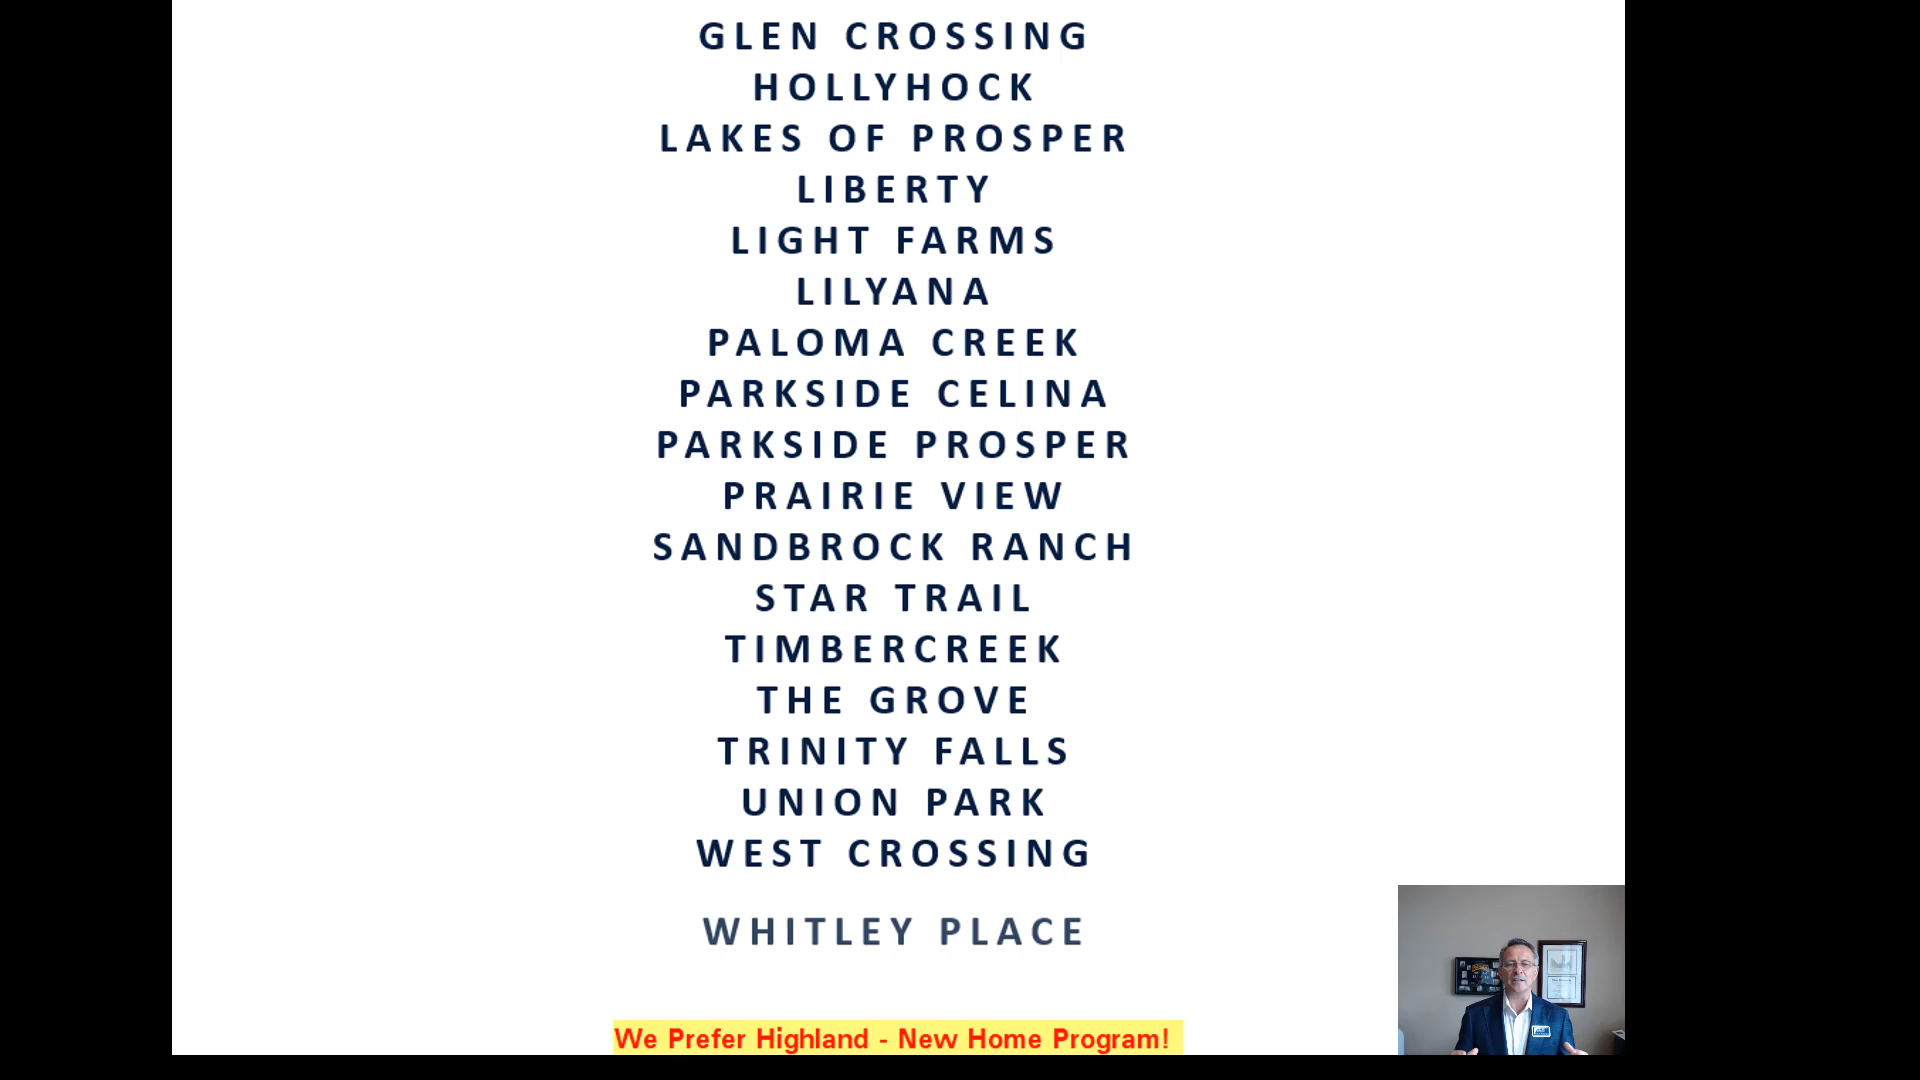 GLEN CROSSING
HOLLYHOCK
LAKES OF PROSPER
LIBERTY
LIGHT FARMS
LILYANA
PALOMA CREEK
PARKSIDE CELINA
PARKSIDE PROSPER
PRAIRIE VIEW
SANDBROCK RANCH
STAR TRAIL
TIMBERCREEK
THE GROVE
TRINITY FALLS
UNION PARK
WEST CROSSING
WHITLEY PLACE
We Prefer Highland - New Home Program!